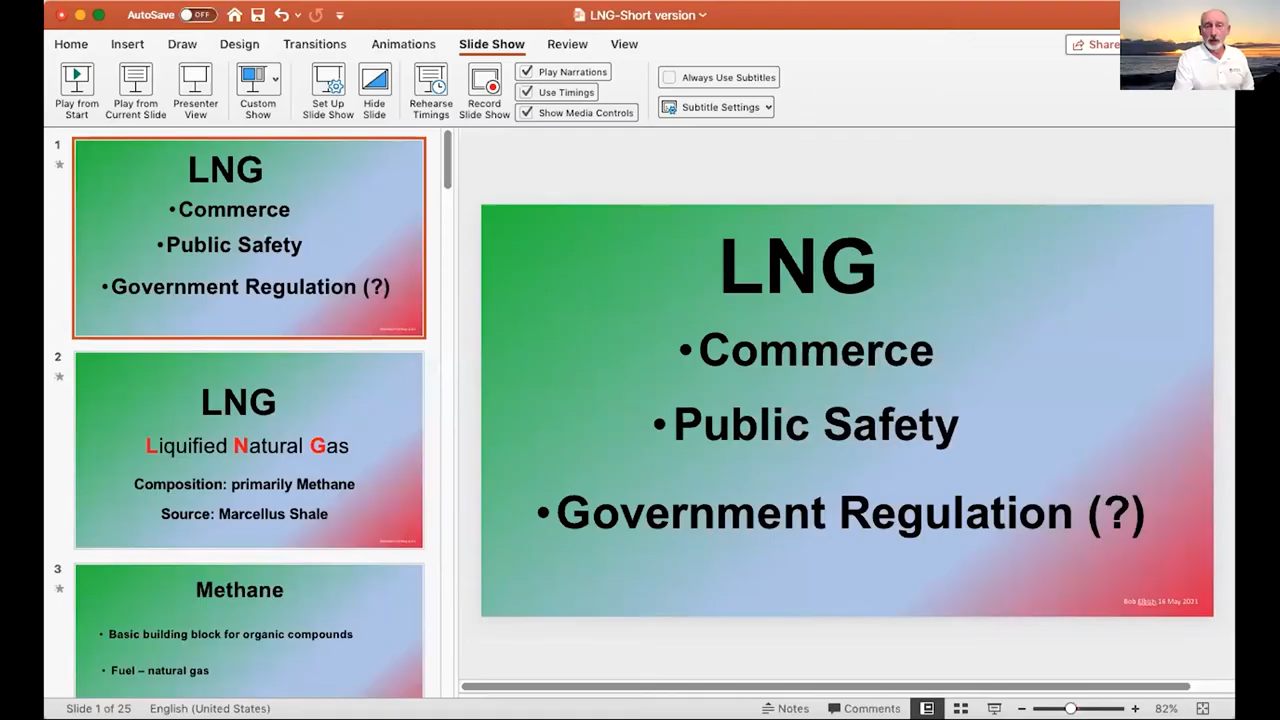 AutoSave OFF
LNG-Short version
Home Insert Draw Design Transitions Animations Slide Show Review View
Share
Play from Start
Play from Current Slide
Presenter View
Custom Show
Set Up Slide Show
Hide Slide
Rehearse Timings
Record Slide Show
Play Narrations
Use Timings
Show Media Controls
Always Use Subtitles
Subtitle Settings
1
LNG
•Commerce
•Public Safety
•Government Regulation (?)
2
LNG
Liquified Natural Gas
Composition: primarily Methane
Source: Marcellus Shale
3
Methane
• Basic building block for organic compounds
• Fuel – natural gas
LNG
•Commerce
•Public Safety
•Government Regulation (?)
16 May 2021
Slide 1 of 25 English (United States)
Notes Comments 82%